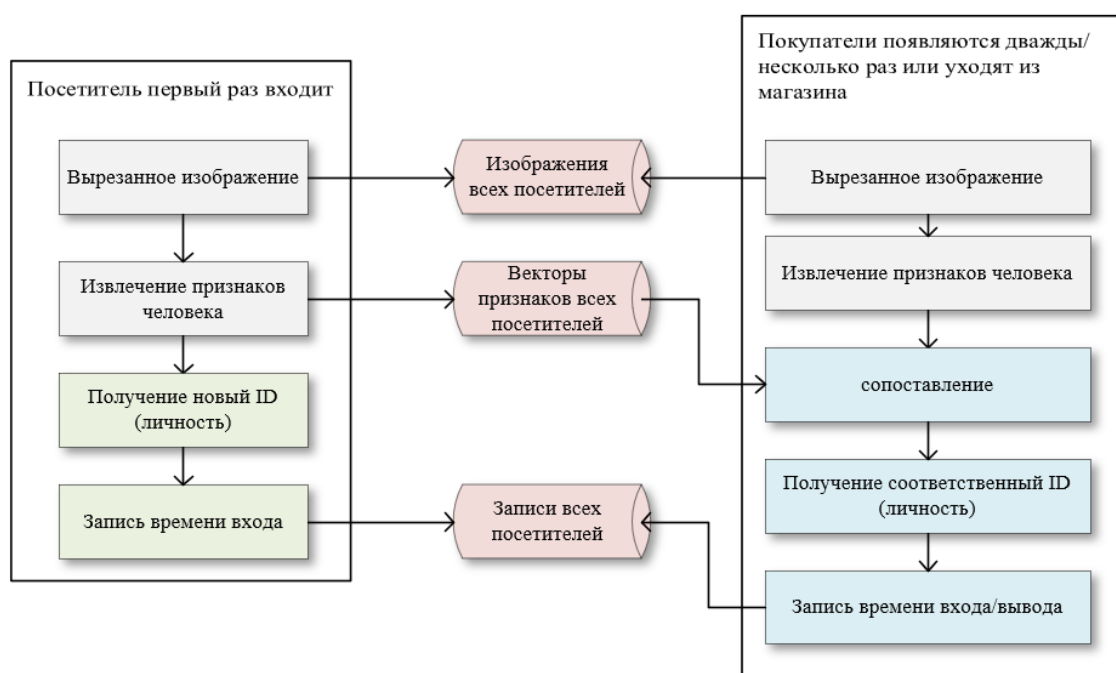 Посетитель первый раз входит
Вырезанное изображение
Извлечение признаков
человека
Получение новый ID
(личность)
Запись времени входа
Изображения
всех посетителей
Векторы
признаков всех
посетителей
Записи всех
посетителей
Покупатели появляются дважды/
несколько раз или уходят из
магазина
Вырезанное изображение
Извлечение признаков человека
сопоставление
Получение соответственный ID
(личность)
Запись времени входа/вывода